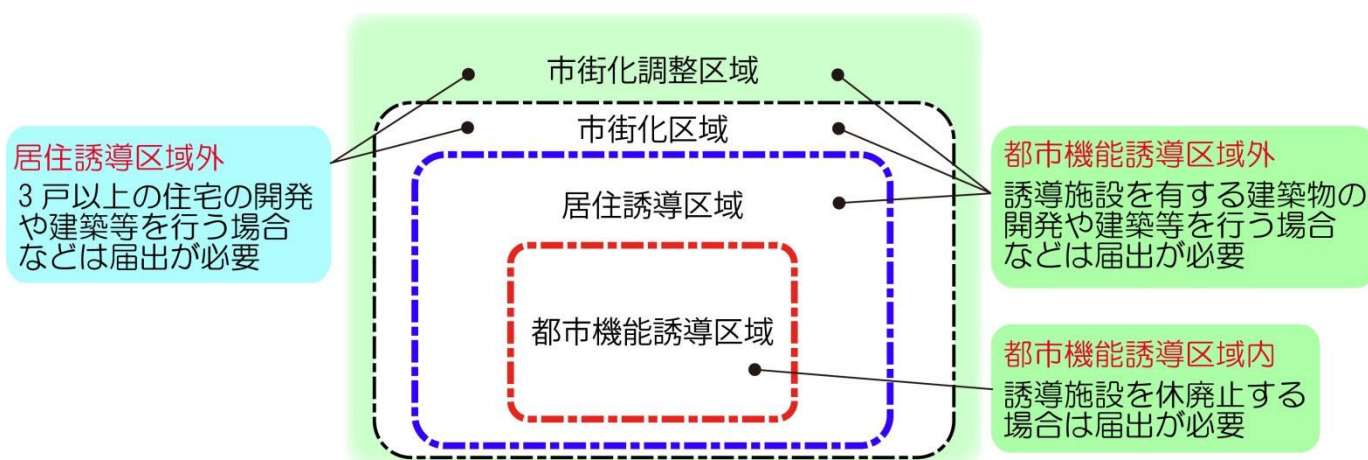 市街化調整区域
市街化区域
居住誘導区域
都市機能誘導区域
居住誘導区域外
3戸以上の住宅の開発
や建築等を行う場合
などは届出が必要
都市機能誘導区域外
誘導施設を有する建築物の
開発や建築等を行う場合
などは届出が必要
都市機能誘導区域内
誘導施設を休廃止する
場合は届出が必要